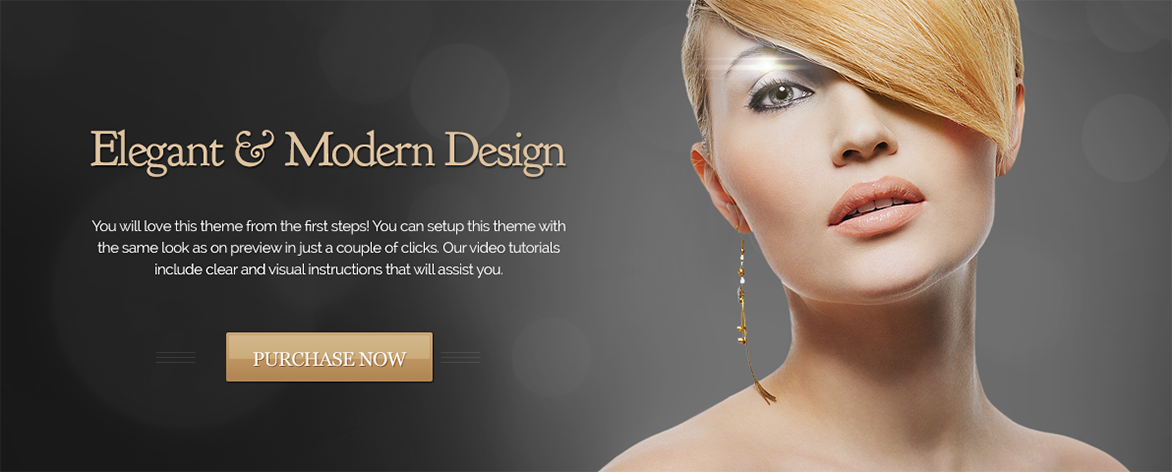 Elegant & Modern Design
You will love this theme from the first steps! You can setup this theme with
the same look as on preview in just a couple of clicks. Our video tutorials
include clear and visual instructions that will assist you.
PURCHASE NOW